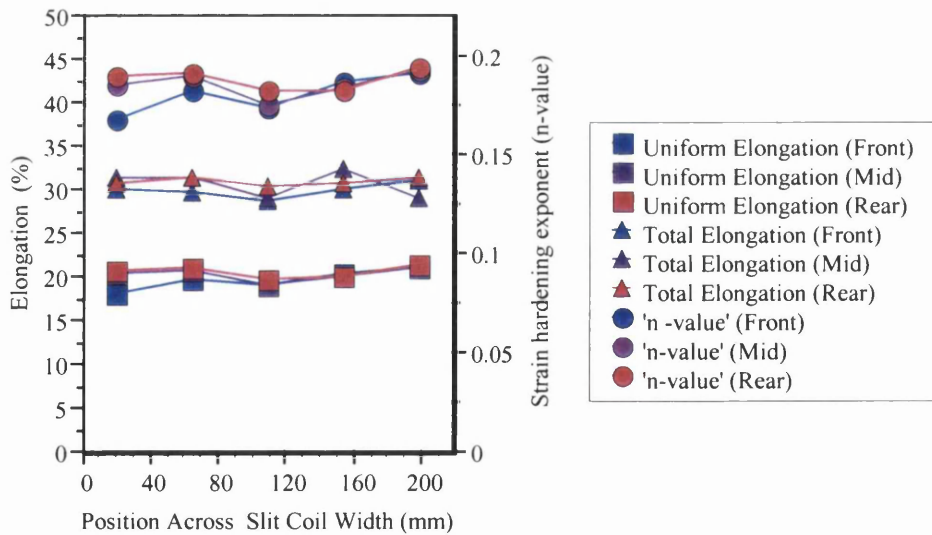 50
45
40
35
30
25
20
15
10
5
0
Elongation (%)
0 40 80 120 160 200
Position Across Slit Coil Width (mm)
0.2
0.15
0.1
0.05
0
Strain hardening exponent (n-value)
Uniform Elongation (Front)
Uniform Elongation (Mid)
Uniform Elongation (Rear)
Total Elongation (Front)
Total Elongation (Mid)
Total Elongation (Rear)
'n -value' (Front)
'n-value' (Mid)
'n-value' (Rear)